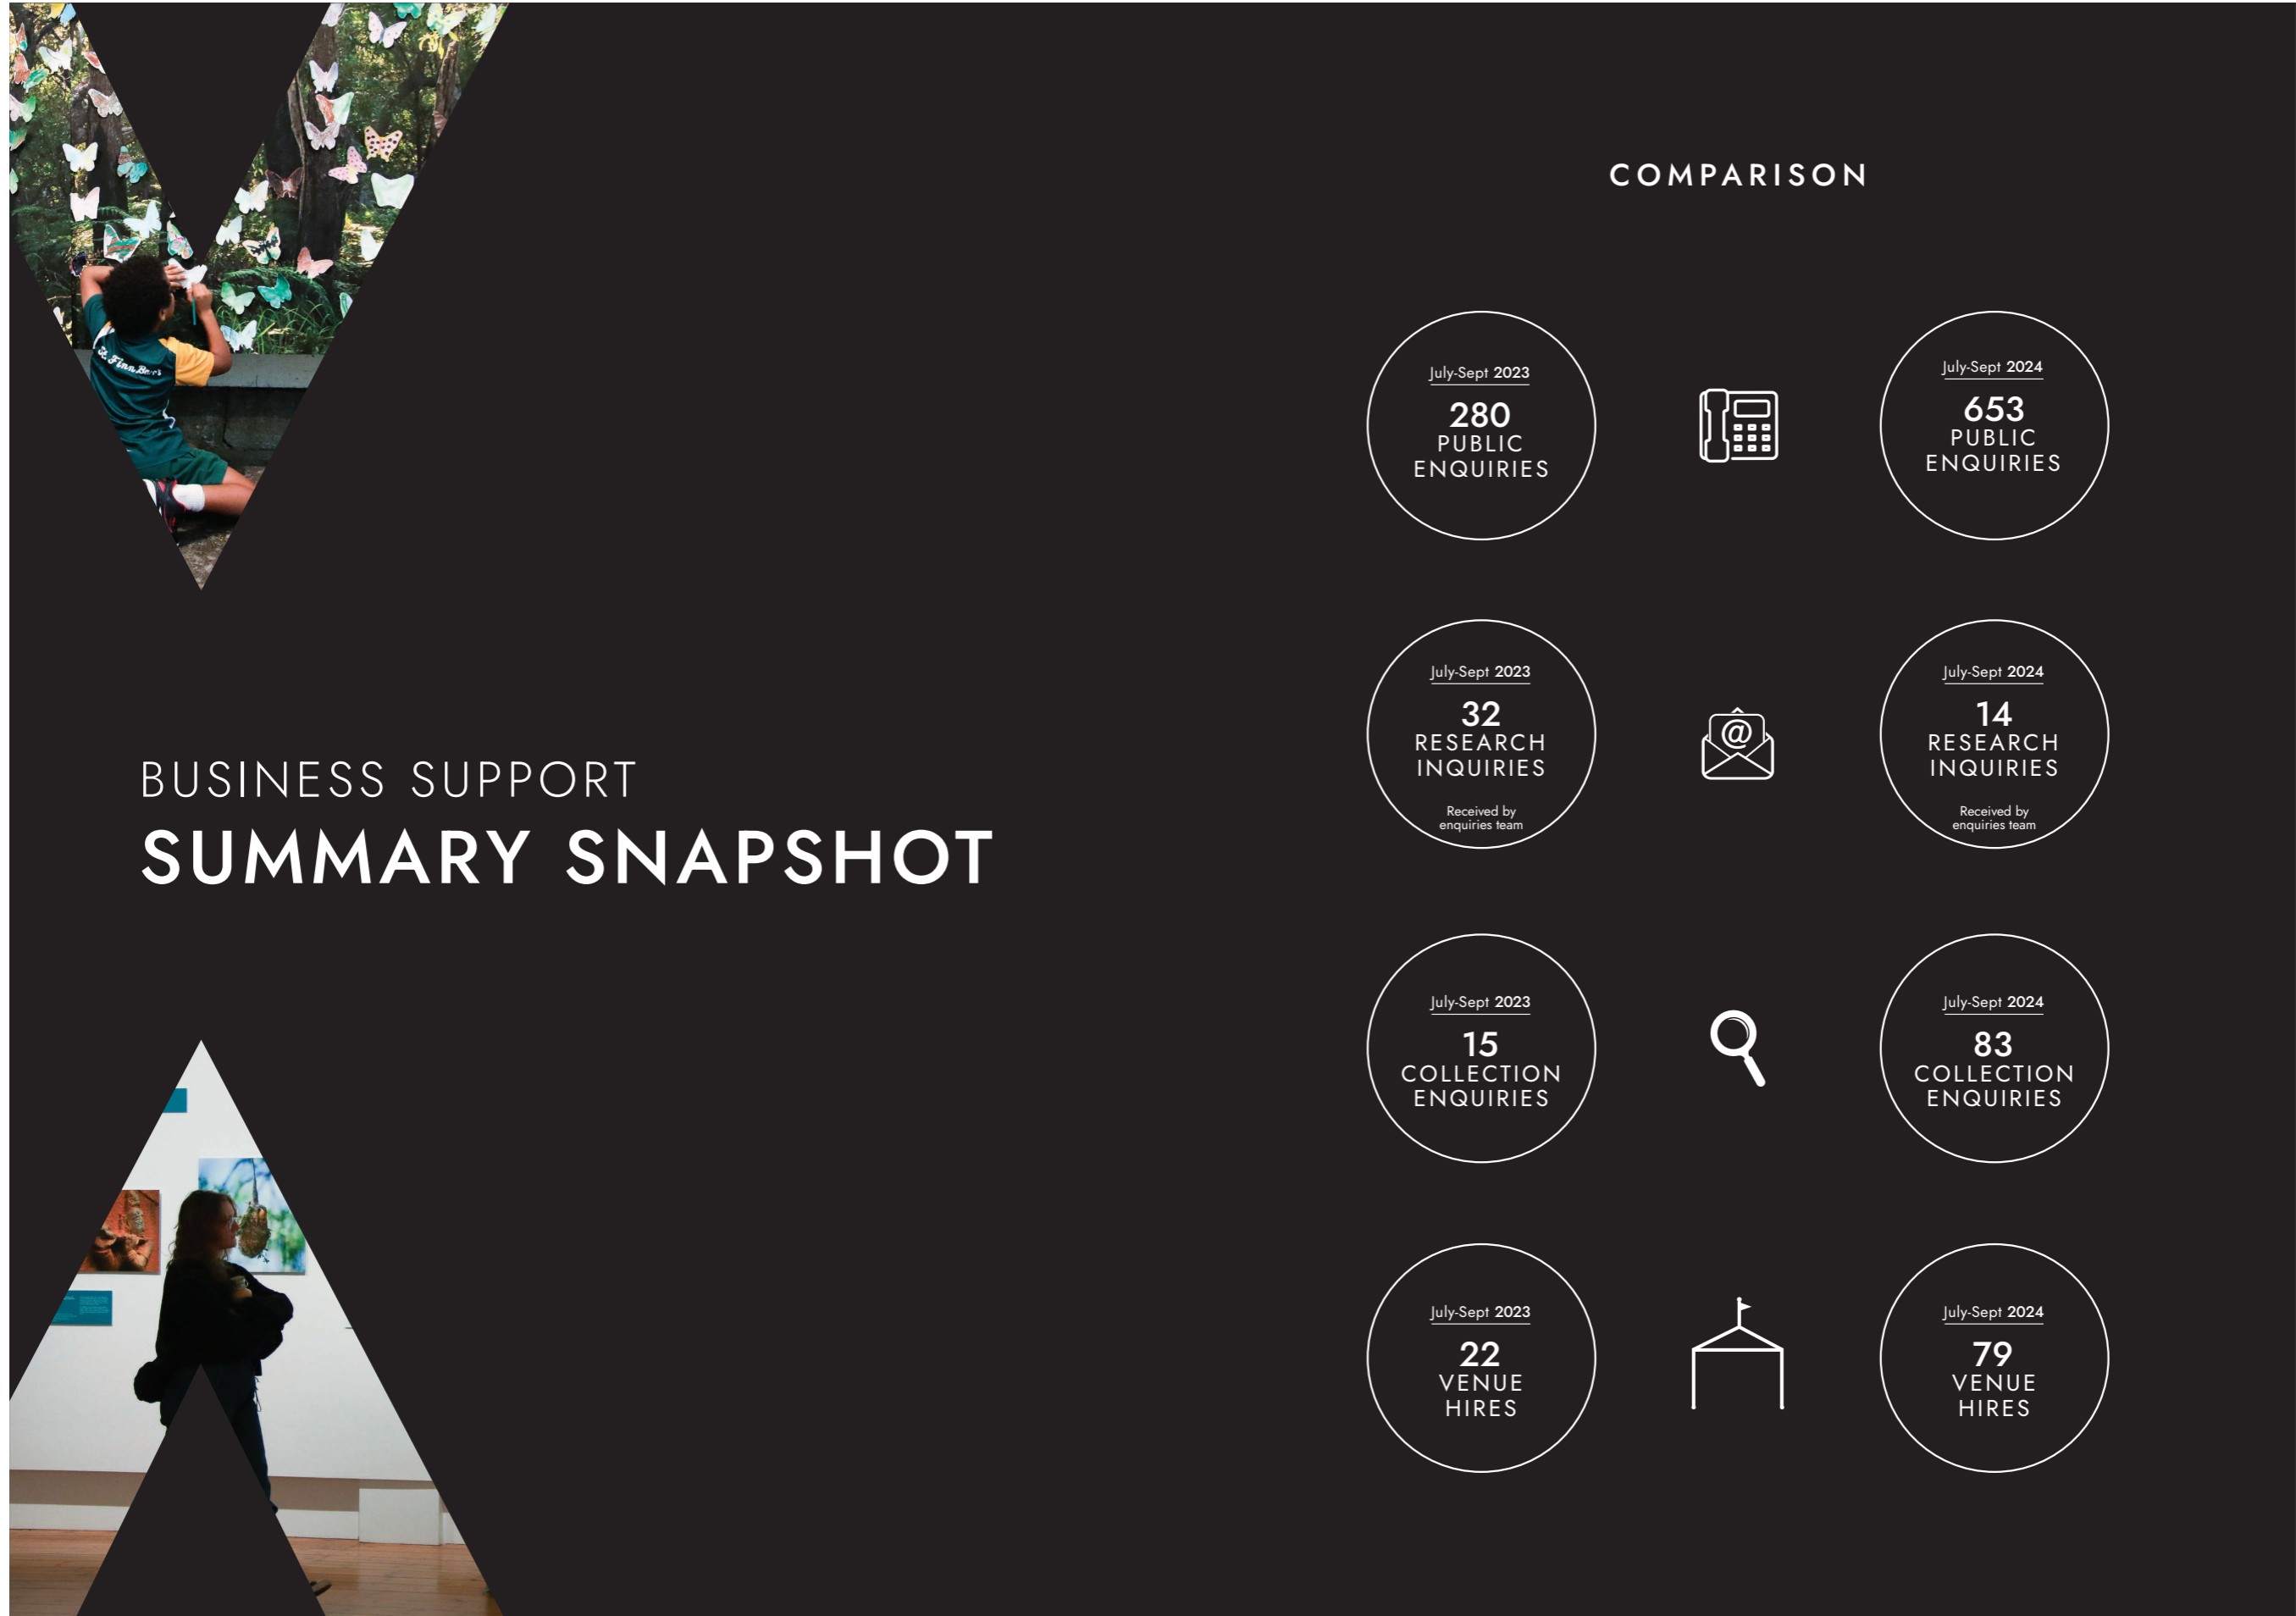 St. Finn Barr's
BUSINESS SUPPORT
SUMMARY SNAPSHOT
COMPARISON
July-Sept 2023
280
PUBLIC
ENQUIRIES
July-Sept 2024
653
PUBLIC
ENQUIRIES
July-Sept 2023
32
RESEARCH
INQUIRIES
Received by
enquiries team
@
July-Sept 2024
14
RESEARCH
INQUIRIES
Received by
enquiries team
July-Sept 2023
15
COLLECTION
ENQUIRIES
July-Sept 2024
83
COLLECTION
ENQUIRIES
July-Sept 2023
22
VENUE
HIRES
July-Sept 2024
79
VENUE
HIRES